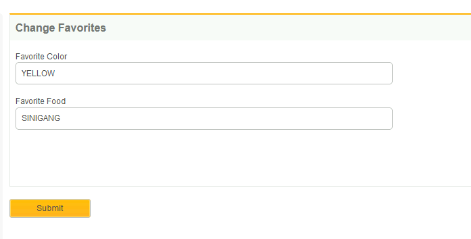 Change Favorites
Favorite Color
YELLOW
Favorite Food
SINIGANG
Submit